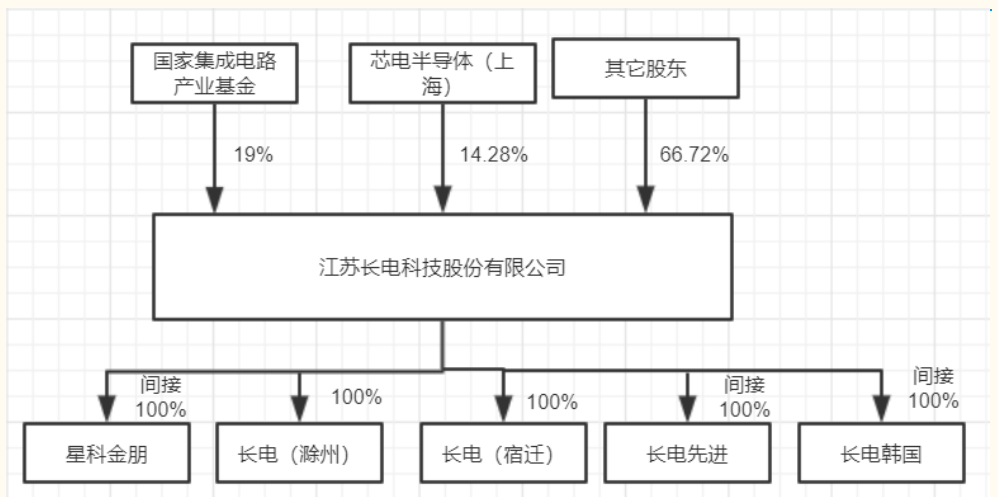 国家集成电路
产业基金
芯电半导体（上
海）
其它股东
19%
14.28%
66.72%
江苏长电科技股份有限公司
间接
100%
100%
100%
间接
100%
间接
100%
星科金朋
长电（滁州）
长电（宿迁）
长电先进
长电韩国